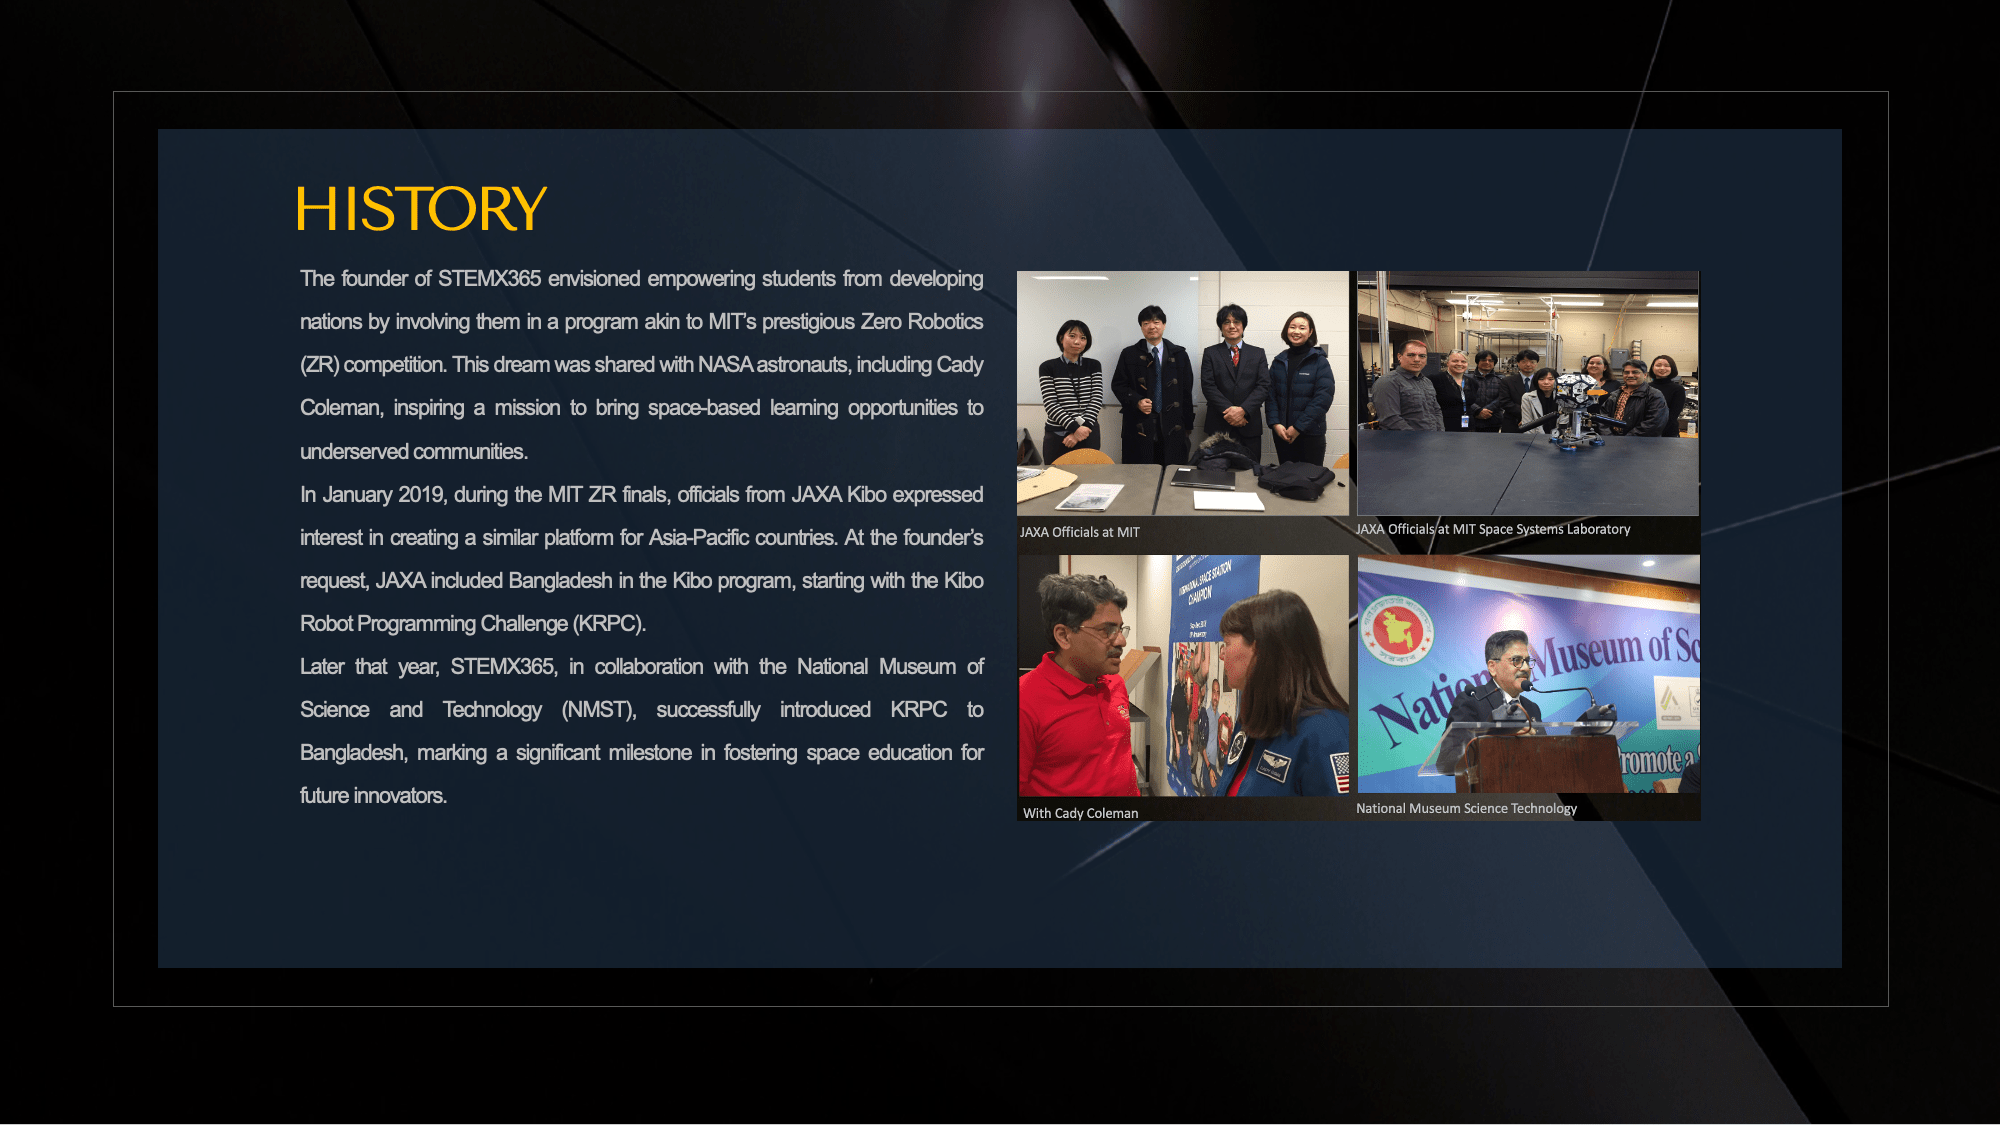 HISTORY
The founder of STEMX365 envisioned empowering students from developing
nations by involving them in a program akin to MIT’s prestigious Zero Robotics
(ZR) competition. This dream was shared with NASA astronauts, including Cady
Coleman, inspiring a mission to bring space-based learning opportunities to
underserved communities.
In January 2019, during the MIT ZR finals, officials from JAXA Kibo expressed
interest in creating a similar platform for Asia-Pacific countries. At the founder’s
request, JAXA included Bangladesh in the Kibo program, starting with the Kibo
Robot Programming Challenge (KRPC).
Later that year, STEMX365, in collaboration with the National Museum of
Science and Technology (NMST), successfully introduced KRPC to
Bangladesh, marking a significant milestone in fostering space education for
future innovators.
JAXA Officials at MIT
JAXA Officials at MIT Space Systems Laboratory
INTERNATIONAL SPACE STATION
CHAMPION
With Cady Coleman
Museum of Sc
romote a
National Museum Science Technology